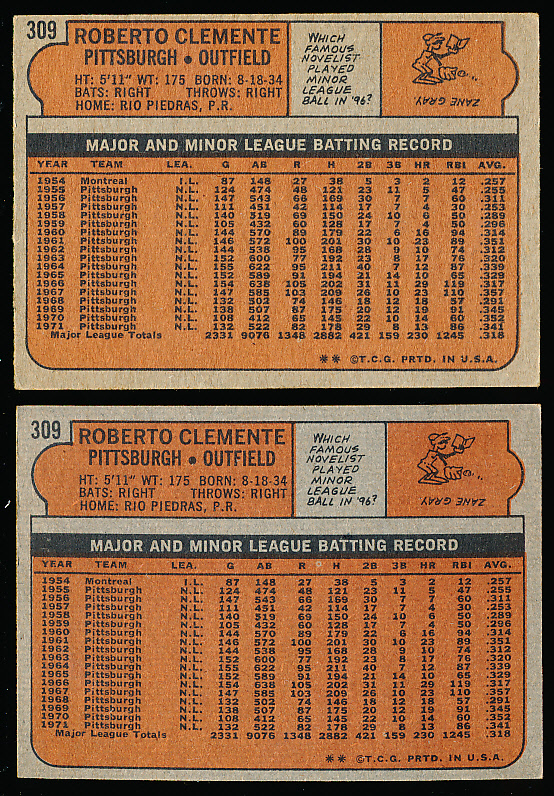 309
ROBERTO CLEMENTE
PITTSBURGH • OUTFIELD
HT: 5'11" WT: 175 BORN: 8-18-34
BATS: RIGHT THROWS: RIGHT
HOME: RIO PIEDRAS, P.R.
WHICH
FAMOUS
NOVELIST
PLAYED
MINOR
LEAGUE
BALL IN '96?
ZANE GRAY
MAJOR AND MINOR LEAGUE BATTING RECORD
YEAR TEAM LEA. G AB R H 2B 3B HR RBI AVG.
1954 Montreal I.L. 87 148 27 38 5 3 2 12 .257
1955 Pittsburgh N.L. 124 474 48 121 23 11 5 47 .255
1956 Pittsburgh N.L. 147 543 66 169 30 7 7 60 .311
1957 Pittsburgh N.L. 111 451 42 114 17 7 4 30 .253
1958 Pittsburgh N.L. 140 519 69 150 24 10 6 50 .289
1959 Pittsburgh N.L. 105 432 60 128 17 7 4 50 .296
1960 Pittsburgh N.L. 144 570 89 179 22 6 16 94 .314
1961 Pittsburgh N.L. 146 572 100 201 30 10 23 89 .351
1962 Pittsburgh N.L. 144 538 95 168 28 9 10 74 .312
1963 Pittsburgh N.L. 152 600 77 192 23 8 17 76 .320
1964 Pittsburgh N.L. 155 622 95 211 40 7 12 87 .339
1965 Pittsburgh N.L. 152 589 91 194 21 14 10 65 .329
1966 Pittsburgh N.L. 154 638 105 202 31 11 29 119 .317
1967 Pittsburgh N.L. 147 585 103 209 26 10 23 110 .357
1968 Pittsburgh N.L. 132 502 74 146 18 12 18 57 .291
1969 Pittsburgh N.L. 138 507 87 175 20 12 19 91 .345
1970 Pittsburgh N.L. 108 412 65 145 22 10 14 60 .352
1971 Pittsburgh N.L. 132 522 82 178 29 8 13 86 .341
Major League Totals 2331 9076 1348 2882 421 159 230 1245 .318
** ©T.C.G. PRTD. IN U.S.A.
309
ROBERTO CLEMENTE
PITTSBURGH • OUTFIELD
HT: 5'11" WT: 175 BORN: 8-18-34
BATS: RIGHT THROWS: RIGHT
HOME: RIO PIEDRAS, P.R.
WHICH
FAMOUS
NOVELIST
PLAYED
MINOR
LEAGUE
BALL IN '96?
ZANE GRAY
MAJOR AND MINOR LEAGUE BATTING RECORD
YEAR TEAM LEA. G AB R H 2B 3B HR RBI AVG.
1954 Montreal I.L. 87 148 27 38 5 3 2 12 .257
1955 Pittsburgh N.L. 124 474 48 121 23 11 5 47 .255
1956 Pittsburgh N.L. 147 543 66 169 30 7 7 60 .311
1957 Pittsburgh N.L. 111 451 42 114 17 7 4 30 .253
1958 Pittsburgh N.L. 140 519 69 150 24 10 6 50 .289
1959 Pittsburgh N.L. 105 432 60 128 17 7 4 50 .296
1960 Pittsburgh N.L. 144 570 89 179 22 6 16 94 .314
1961 Pittsburgh N.L. 146 572 100 201 30 10 23 89 .351
1962 Pittsburgh N.L. 144 538 95 168 28 9 10 74 .312
1963 Pittsburgh N.L. 152 600 77 192 23 8 17 76 .320
1964 Pittsburgh N.L. 155 622 95 211 40 7 12 87 .339
1965 Pittsburgh N.L. 152 589 91 194 21 14 10 65 .329
1966 Pittsburgh N.L. 154 638 105 202 31 11 29 119 .317
1967 Pittsburgh N.L. 147 585 103 209 26 10 23 110 .357
1968 Pittsburgh N.L. 132 502 74 146 18 12 18 57 .291
1969 Pittsburgh N.L. 138 507 87 175 20 12 19 91 .345
1970 Pittsburgh N.L. 108 412 65 145 22 10 14 60 .352
1971 Pittsburgh N.L. 132 522 82 178 29 8 13 86 .341
Major League Totals 2331 9076 1348 2882 421 159 230 1245 .318
** ©T.C.G. PRTD. IN U.S.A.